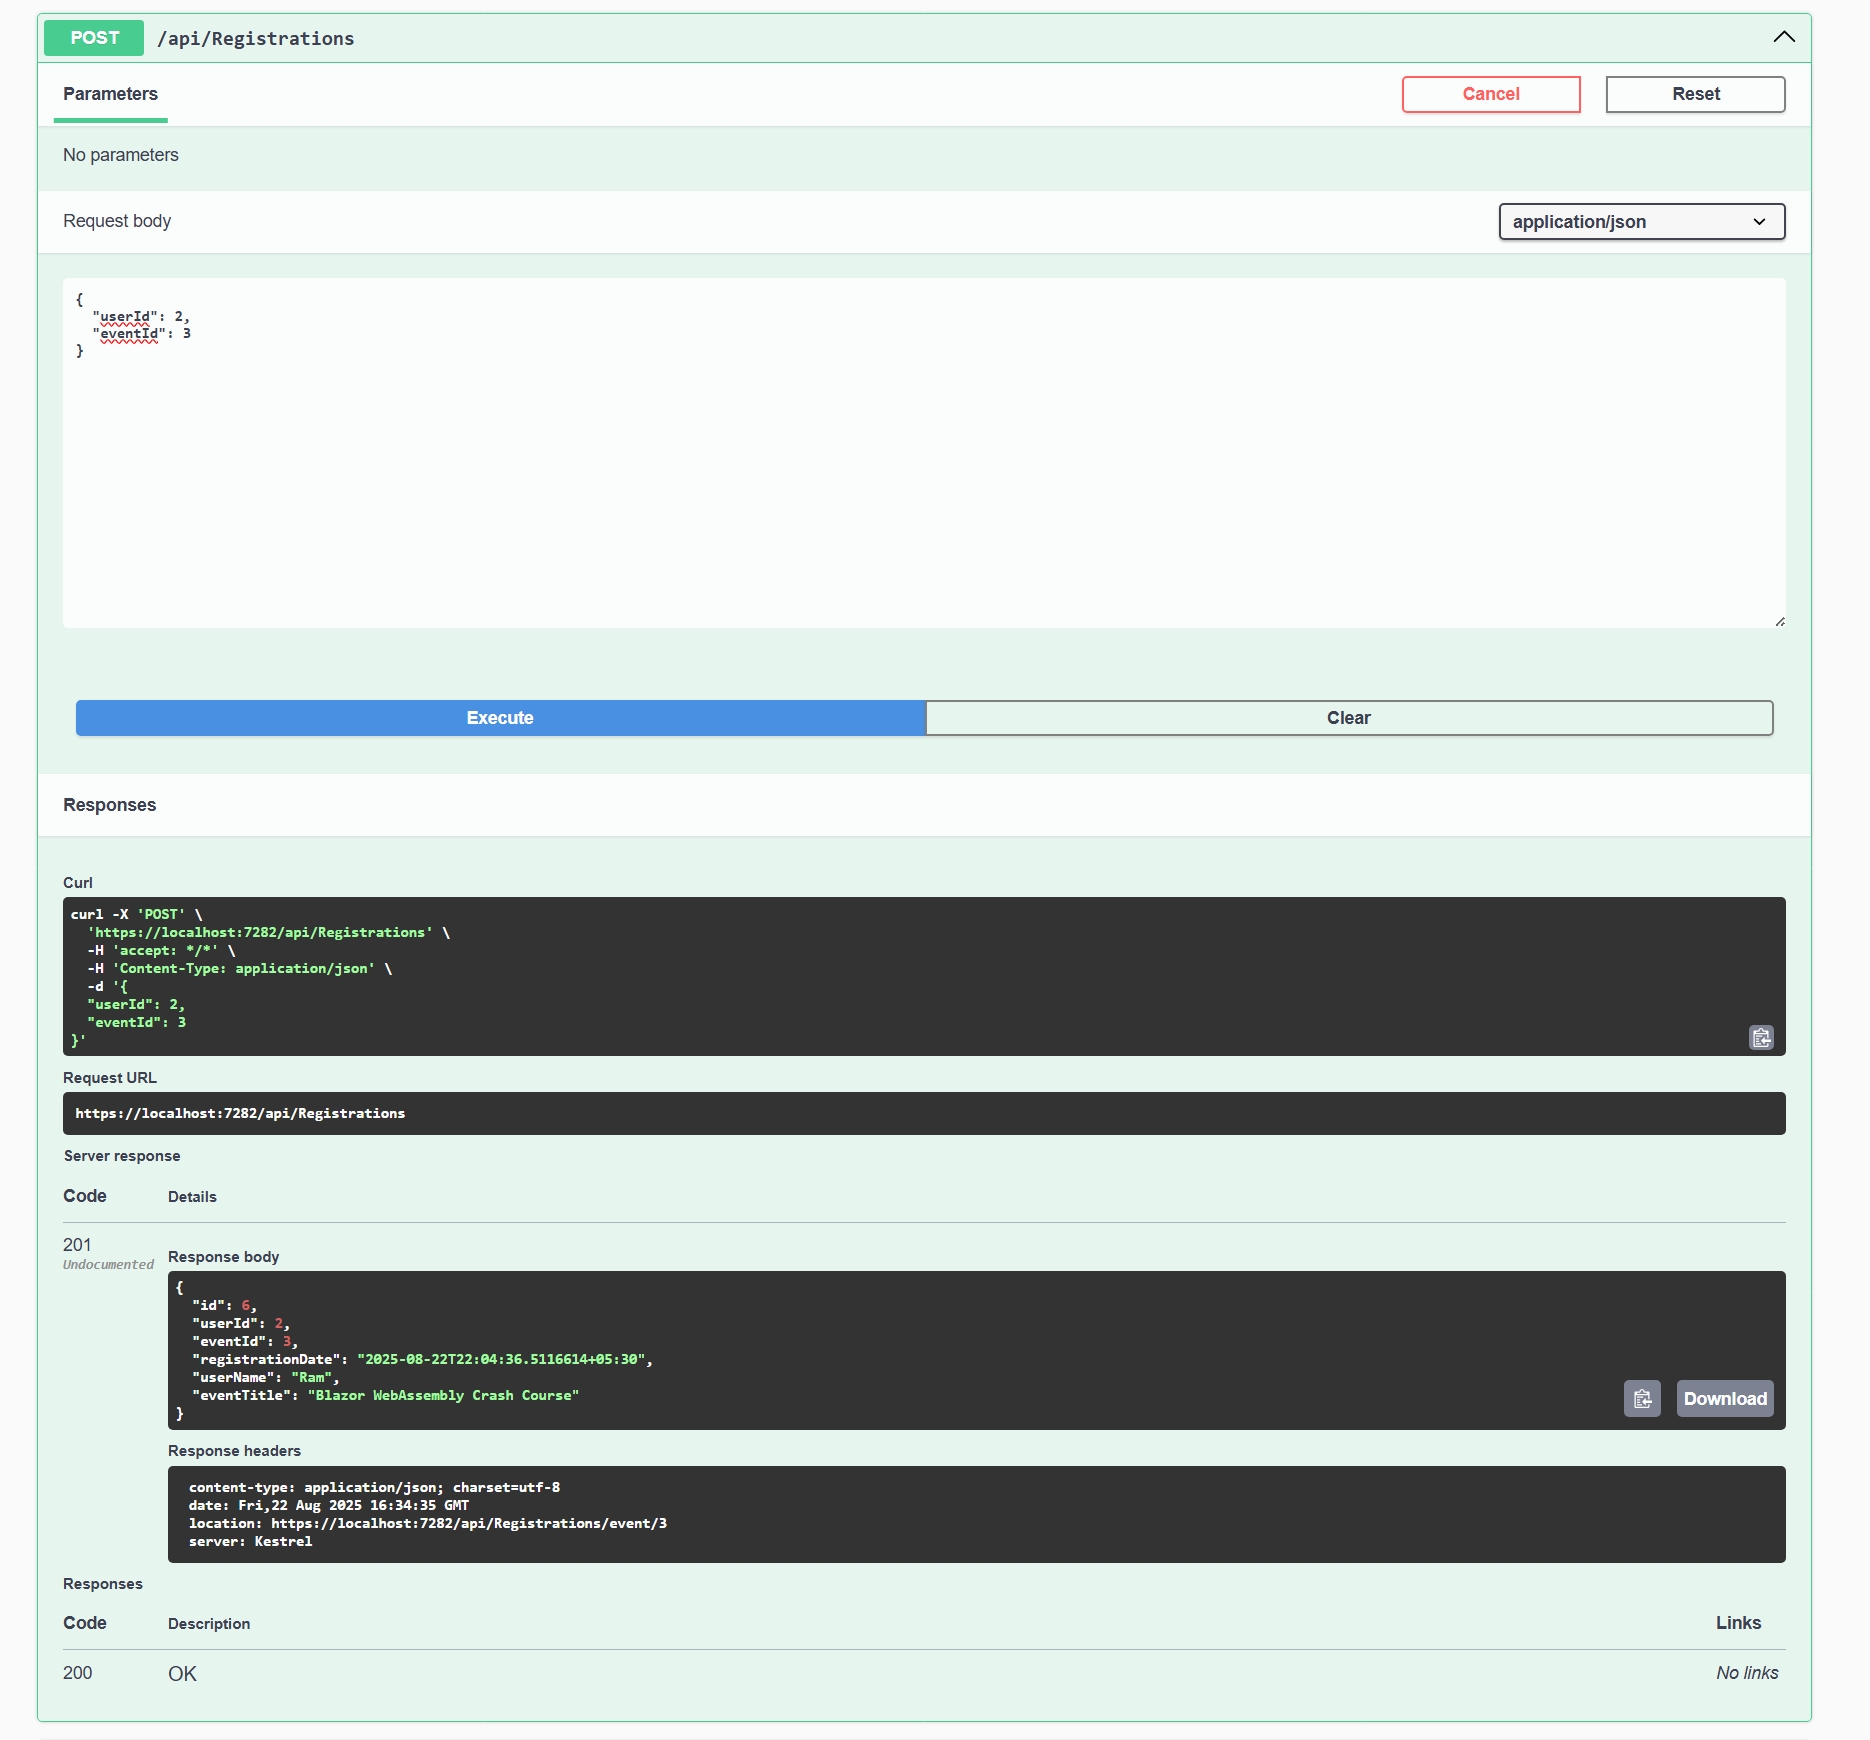 POST /api/Registrations
Parameters
Cancel
Reset
No parameters
Request body
application/json
{
  "userId": 2,
  "eventId": 3
}
Execute
Clear
Responses
Curl
curl -X 'POST' \
  'https://localhost:7282/api/Registrations' \
  -H 'accept: */*' \
  -H 'Content-Type: application/json' \
  -d '{
  "userId": 2,
  "eventId": 3
}'
Request URL
https://localhost:7282/api/Registrations
Server response
Code Details
201
Undocumented
Response body
{
  "id": 6,
  "userId": 2,
  "eventId": 3,
  "registrationDate": "2025-08-22T22:04:36.5116614+05:30",
  "userName": "Ram",
  "eventTitle": "Blazor WebAssembly Crash Course"
}
Download
Response headers
content-type: application/json; charset=utf-8
date: Fri,22 Aug 2025 16:34:35 GMT
location: https://localhost:7282/api/Registrations/event/3
server: Kestrel
Responses
Code Description Links
200 OK No links